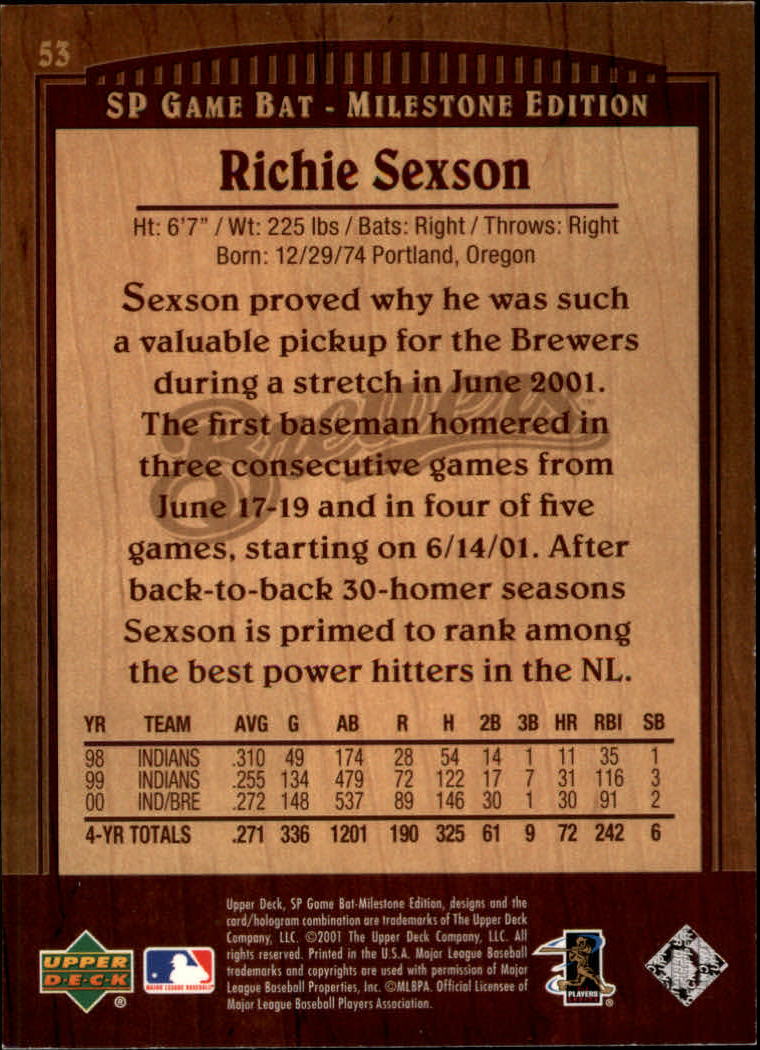 53
SP GAME BAT - MILESTONE EDITION
Richie Sexson
Ht: 6'7" / Wt: 225 lbs / Bats: Right / Throws: Right
Born: 12/29/74 Portland, Oregon
Sexson proved why he was such
a valuable pickup for the Brewers
during a stretch in June 2001.
The first baseman homered in
three consecutive games from
June 17-19 and in four of five
games, starting on 6/14/01. After
back-to-back 30-homer seasons
Sexson is primed to rank among
the best power hitters in the NL.
Brewers
YR TEAM AVG G AB R H 2B 3B HR RBI SB
98 INDIANS .310 49 174 28 54 14 1 11 35 1
99 INDIANS .255 134 479 72 122 17 7 31 116 3
00 IND/BRE .272 148 537 89 146 30 1 30 91 2
4-YR TOTALS .271 336 1201 190 325 61 9 72 242 6
Upper Deck, SP Game Bat-Milestone Edition, designs and the
card/hologram combination are trademarks of The Upper Deck
Company, LLC. ©2001 The Upper Deck Company, LLC. All
rights reserved. Printed in the U.S.A. Major League Baseball
trademarks and copyrights are used with permission of Major
League Baseball Properties, Inc. ©MLBPA. Official Licensee of
Major League Baseball Players Association.
UPPER
D·E·C·K
®
MAJOR LEAGUE BASEBALL
PLAYERS